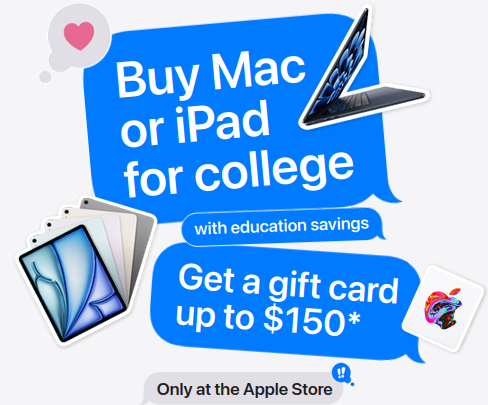 Buy Mac
or iPad
for college
with education savings
Get a gift card
up to $150*
Only at the Apple Store
!!